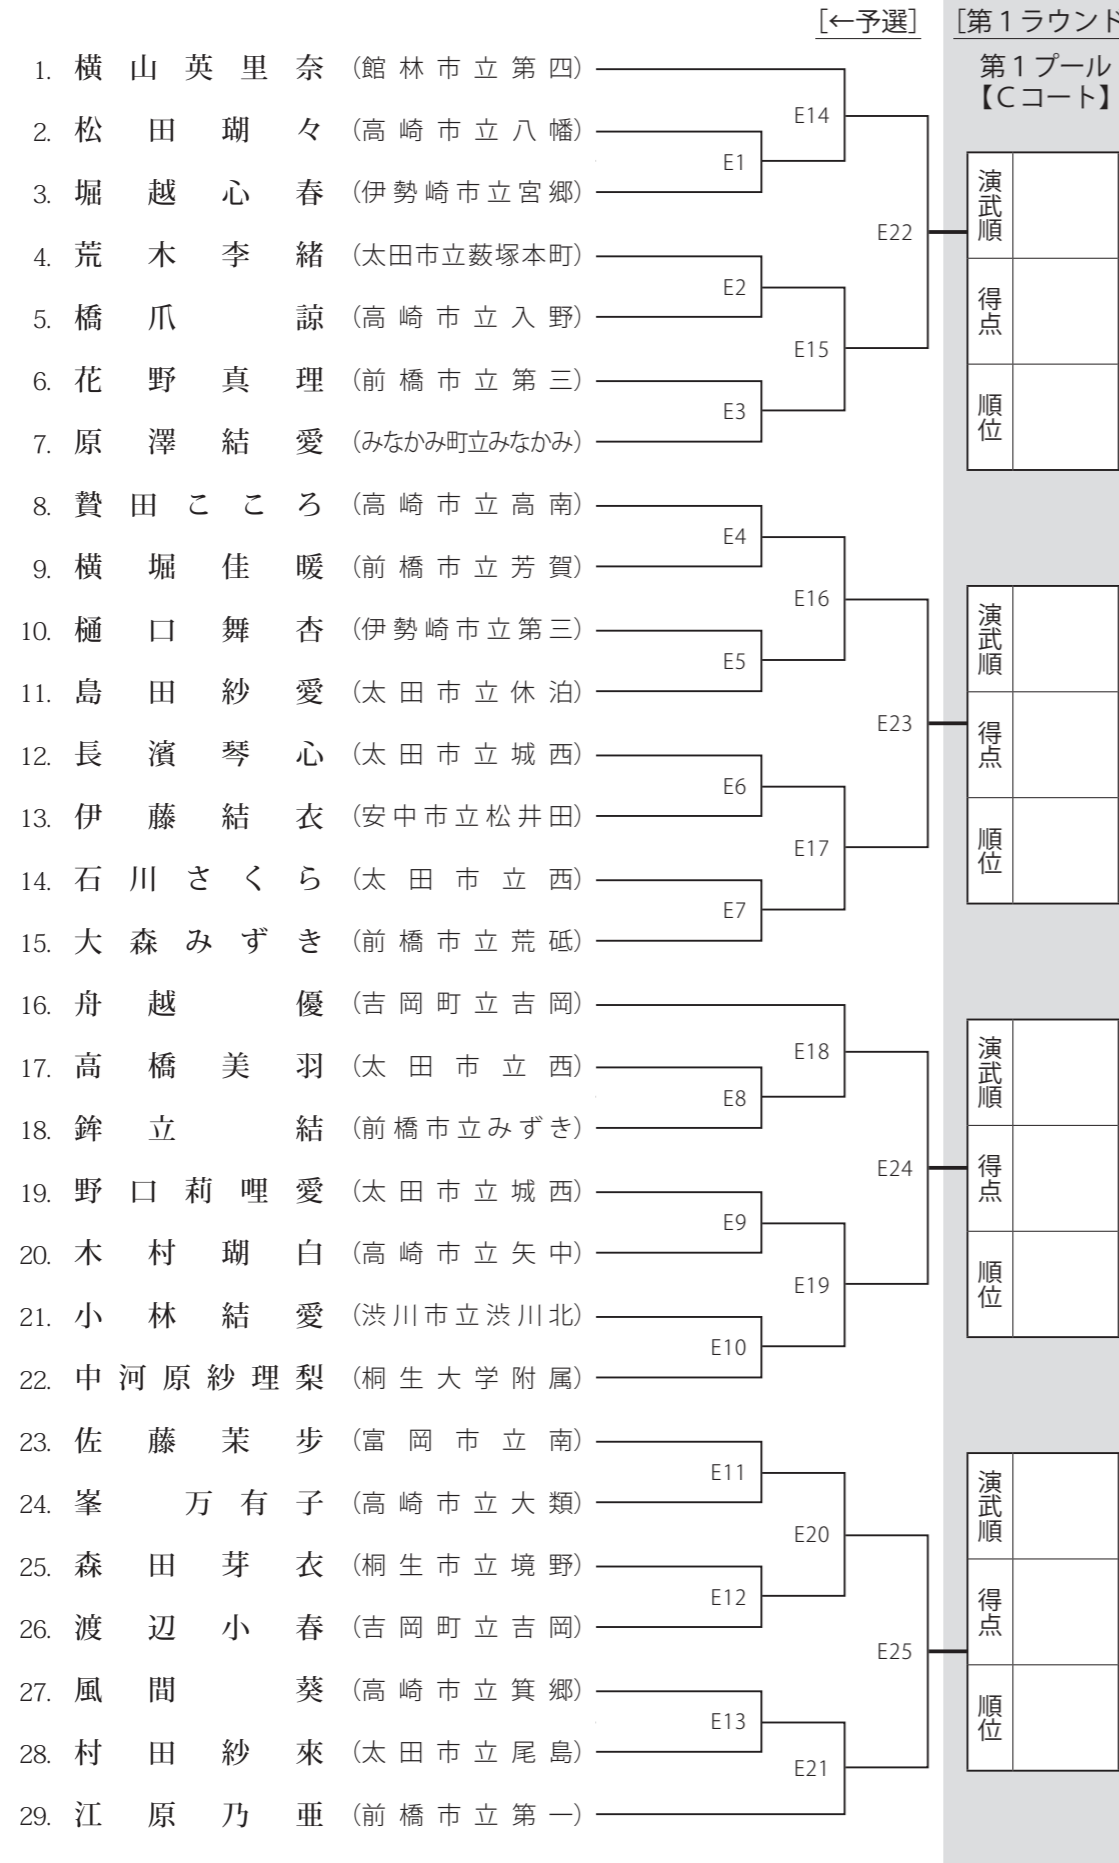 [←予選] [第1ラウンド
第1プール
【Cコート】
1. 横山英里奈 (館林市立第四)
E14
2. 松田瑚々 (高崎市立八幡)
E1
3. 堀越心春 (伊勢崎市立宮郷)
演武順
E22
4. 荒木李緒 (太田市立薮塚本町)
E2
5. 橋爪諒 (高崎市立入野)
得点
E15
6. 花野真理 (前橋市立第三)
E3
順位
7. 原澤結愛 (みなかみ町立みなかみ)
8. 贄田こころ (高崎市立高南)
E4
9. 横堀佳暖 (前橋市立芳賀)
E16
10. 樋口舞杏 (伊勢崎市立第三)
演武順
E5
11. 島田紗愛 (太田市立休泊)
E23
12. 長濱琴心 (太田市立城西)
得点
E6
13. 伊藤結衣 (安中市立松井田)
E17
順位
14. 石川さくら (太田市立西)
E7
15. 大森みずき (前橋市立荒砥)
16. 舟越優 (吉岡町立吉岡)
E18
17. 高橋美羽 (太田市立西)
演武順
E8
18. 鉾立結 (前橋市立みずき)
E24
19. 野口莉哩愛 (太田市立城西)
得点
E9
20. 木村瑚白 (高崎市立矢中)
E19
順位
21. 小林結愛 (渋川市立渋川北)
E10
22. 中河原紗理梨 (桐生大学附属)
23. 佐藤茉歩 (富岡市立南)
E11
24. 峯万有子 (高崎市立大類)
演武順
E20
25. 森田芽衣 (桐生市立境野)
E12
26. 渡辺小春 (吉岡町立吉岡)
得点
E25
27. 風間葵 (高崎市立箕郷)
E13
順位
28. 村田紗來 (太田市立尾島)
E21
29. 江原乃亜 (前橋市立第一)